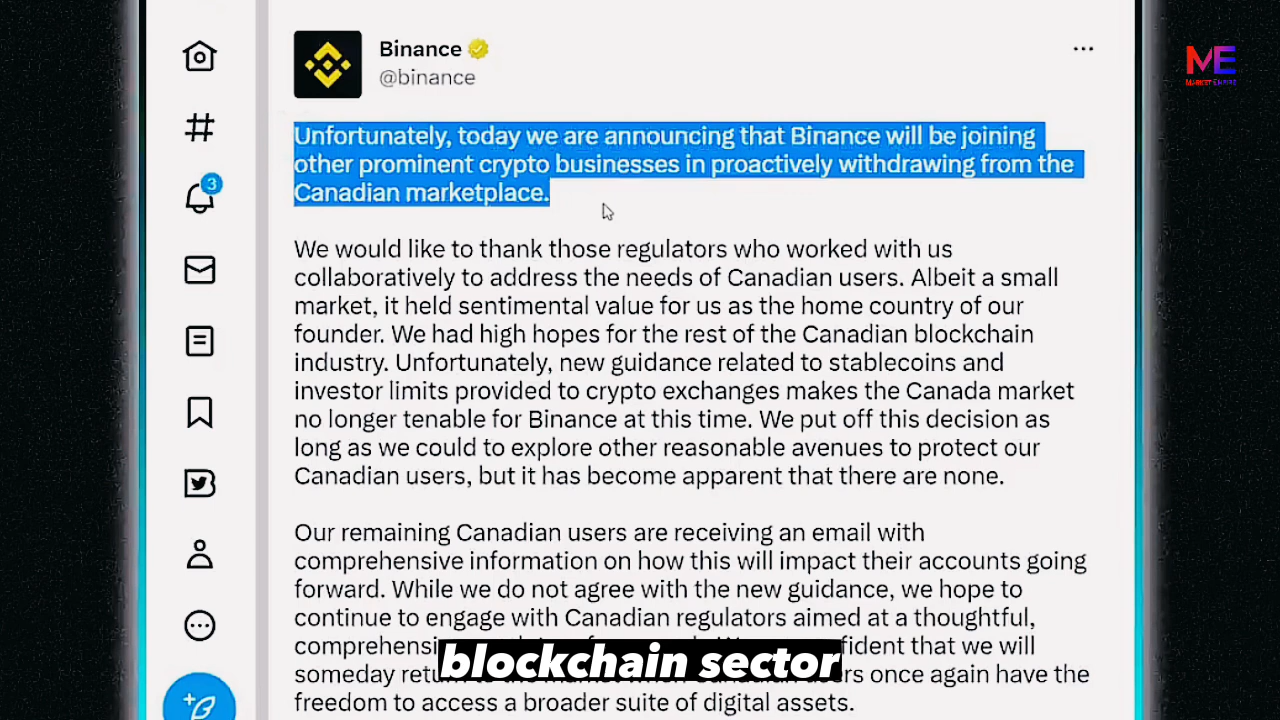 Binance
@binance
ME
MARKET EMPIRE
3
Unfortunately, today we are announcing that Binance will be joining
other prominent crypto businesses in proactively withdrawing from the
Canadian marketplace.
We would like to thank those regulators who worked with us
collaboratively to address the needs of Canadian users. Albeit a small
market, it held sentimental value for us as the home country of our
founder. We had high hopes for the rest of the Canadian blockchain
industry. Unfortunately, new guidance related to stablecoins and
investor limits provided to crypto exchanges makes the Canada market
no longer tenable for Binance at this time. We put off this decision as
long as we could to explore other reasonable avenues to protect our
Canadian users, but it has become apparent that there are none.
Our remaining Canadian users are receiving an email with
comprehensive information on how this will impact their accounts going
forward. While we do not agree with the new guidance, we hope to
continue to engage with Canadian regulators aimed at a thoughtful,
that we will
someday once again have the
freedom to access a broader suite of digital assets.
blockchain sector